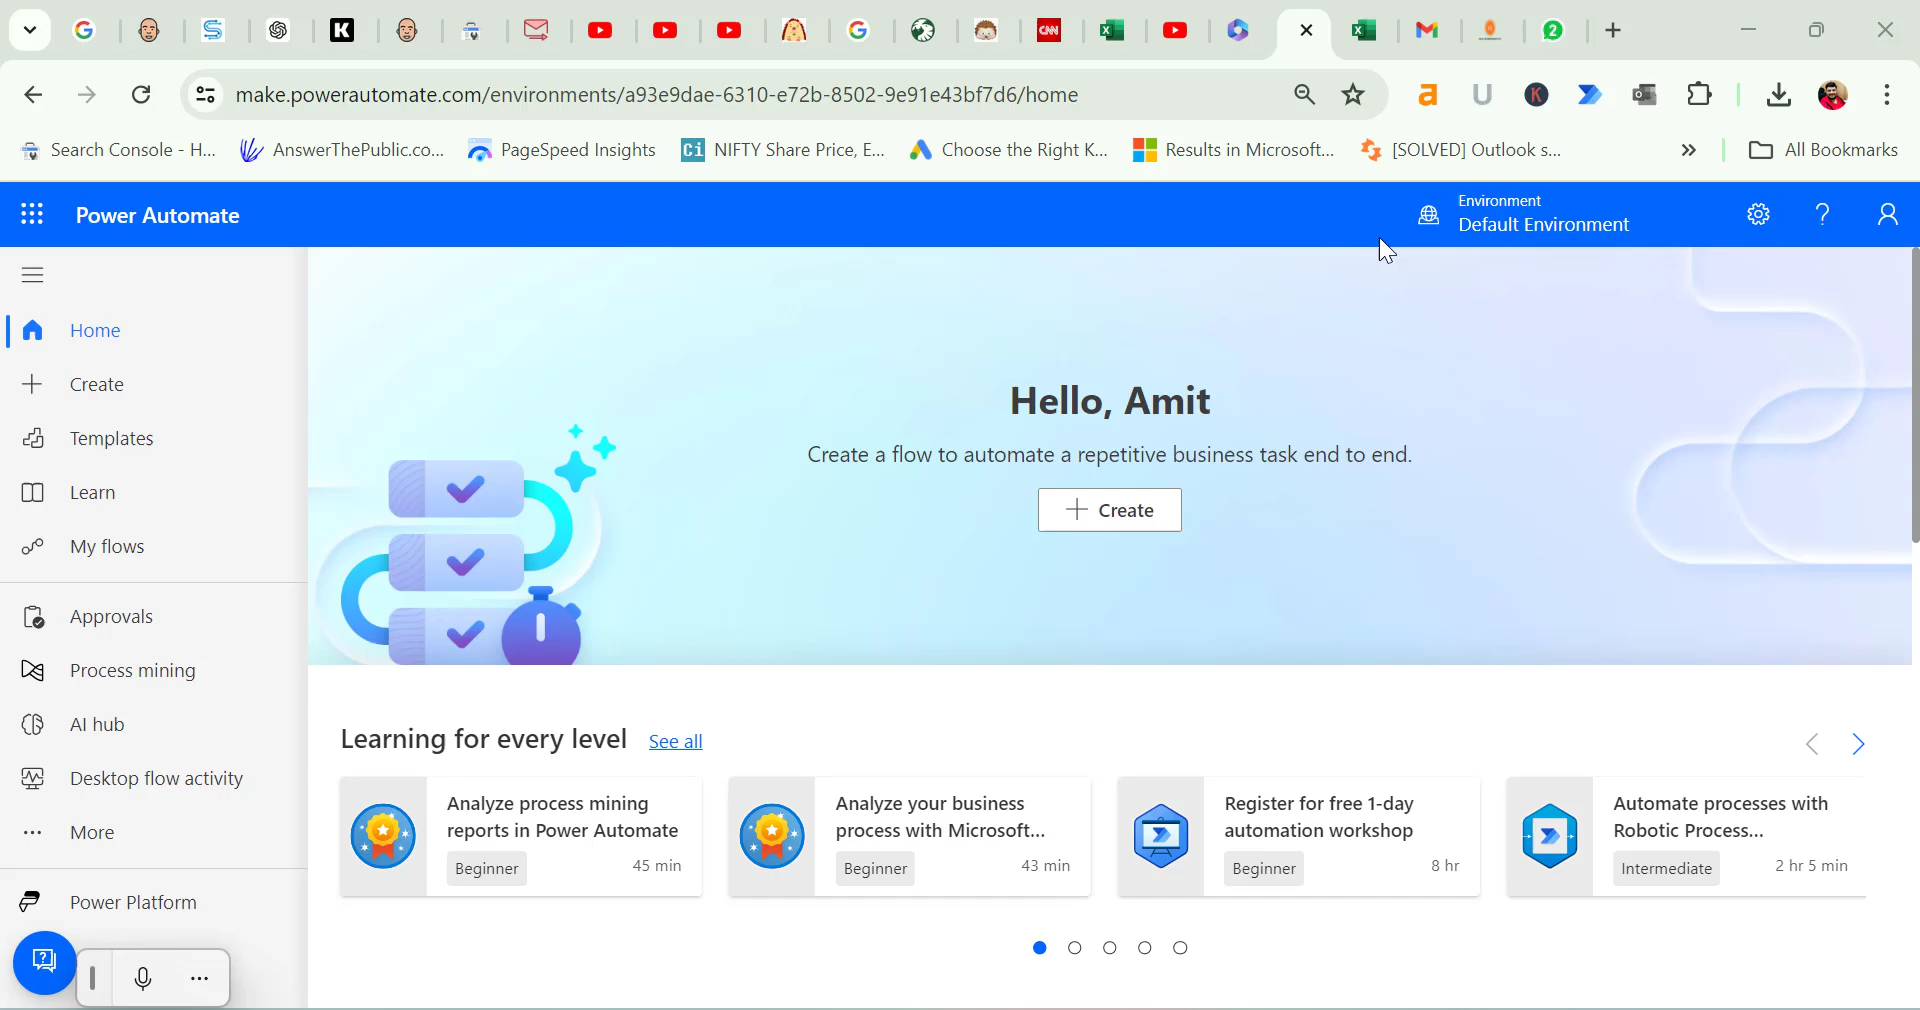 K
CNN
2
make.powerautomate.com/environments/a93e9dae-6310-e72b-8502-9e91e43bf7d6/home
a
U
K
Search Console - H...
AnswerThePublic.co...
PageSpeed Insights
Ci
NIFTY Share Price, E...
Choose the Right K...
Results in Microsoft...
[SOLVED] Outlook s...
All Bookmarks
Power Automate
Environment
Default Environment
Home
Create
Templates
Learn
My flows
Approvals
Process mining
AI hub
Desktop flow activity
More
Power Platform
Hello, Amit
Create a flow to automate a repetitive business task end to end.
Create
Learning for every level
See all
Analyze process mining
reports in Power Automate
Beginner
45 min
Analyze your business
process with Microsoft...
Beginner
43 min
Register for free 1-day
automation workshop
Beginner
8 hr
Automate processes with
Robotic Process...
Intermediate
2 hr 5 min